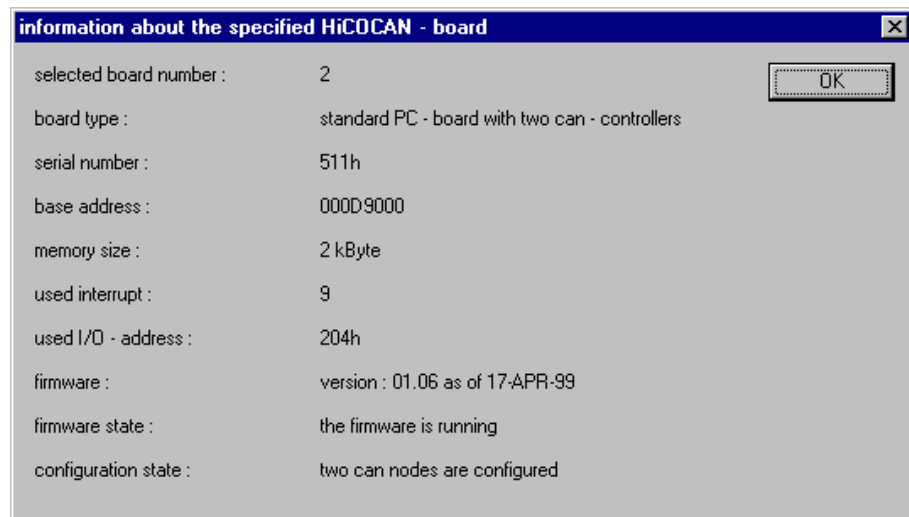 information about the specified HiCOCAN - board
selected board number : 2
OK
board type : standard PC - board with two can - controllers
serial number : 511h
base address : 000D9000
memory size : 2 kByte
used interrupt : 9
used I/O - address : 204h
firmware : version : 01.06 as of 17-APR-99
firmware state : the firmware is running
configuration state : two can nodes are configured